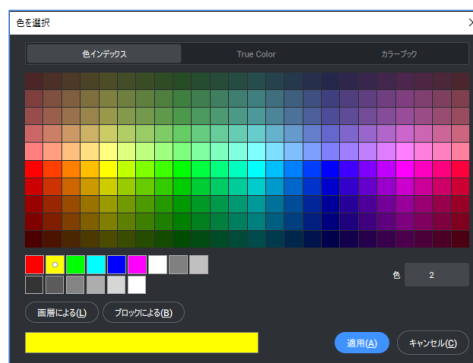 色を選択
色インデックス
True Color
カラーブック
色
2
画層による(L)
ブロックによる(B)
適用(A)
キャンセル(C)